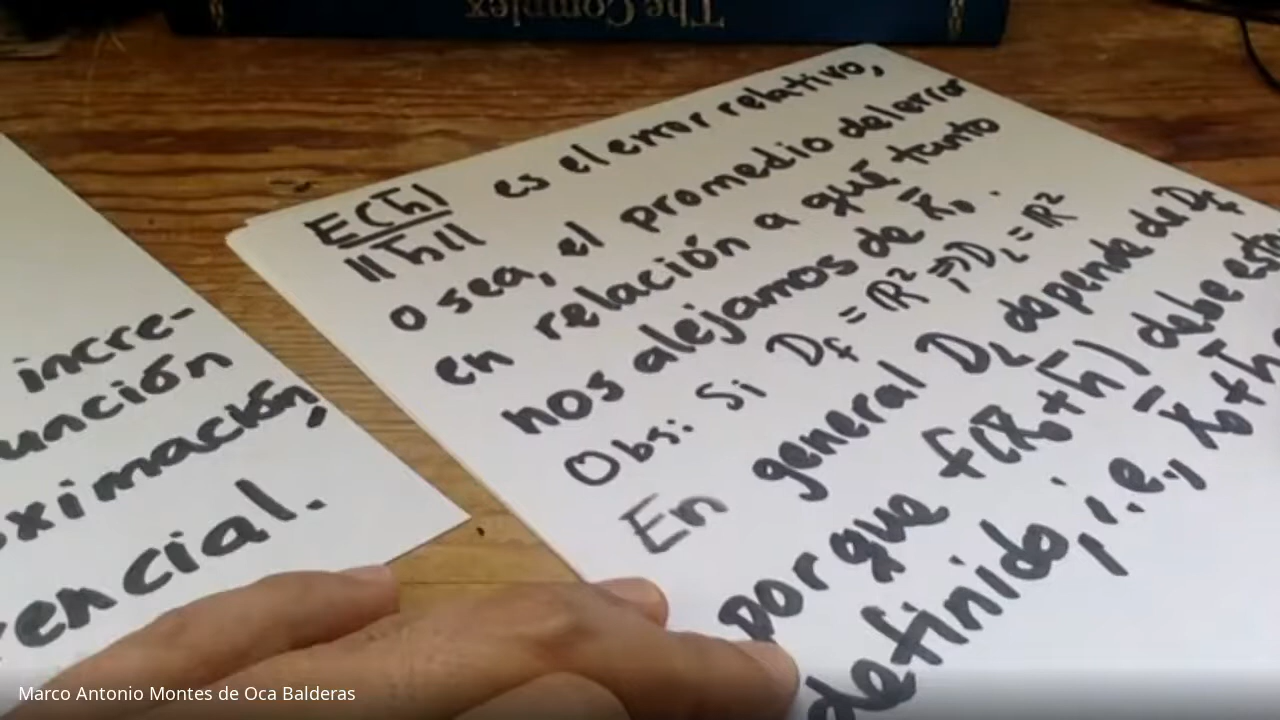 The Complex
incre-
unción
oximación,
encial.
E(h̄)
‖h̄‖ es el error relativo,
o sea, el promedio del error
en relación a qué tanto
nos alejamos de x̄₀.
Obs: Si D_f = ℝ² ⇒ D_L = ℝ²
En general D_L depende de D_f
porque f(x̄₀+h̄) debe esta
definido, i.e., x̄₀+h
Marco Antonio Montes de Oca Balderas